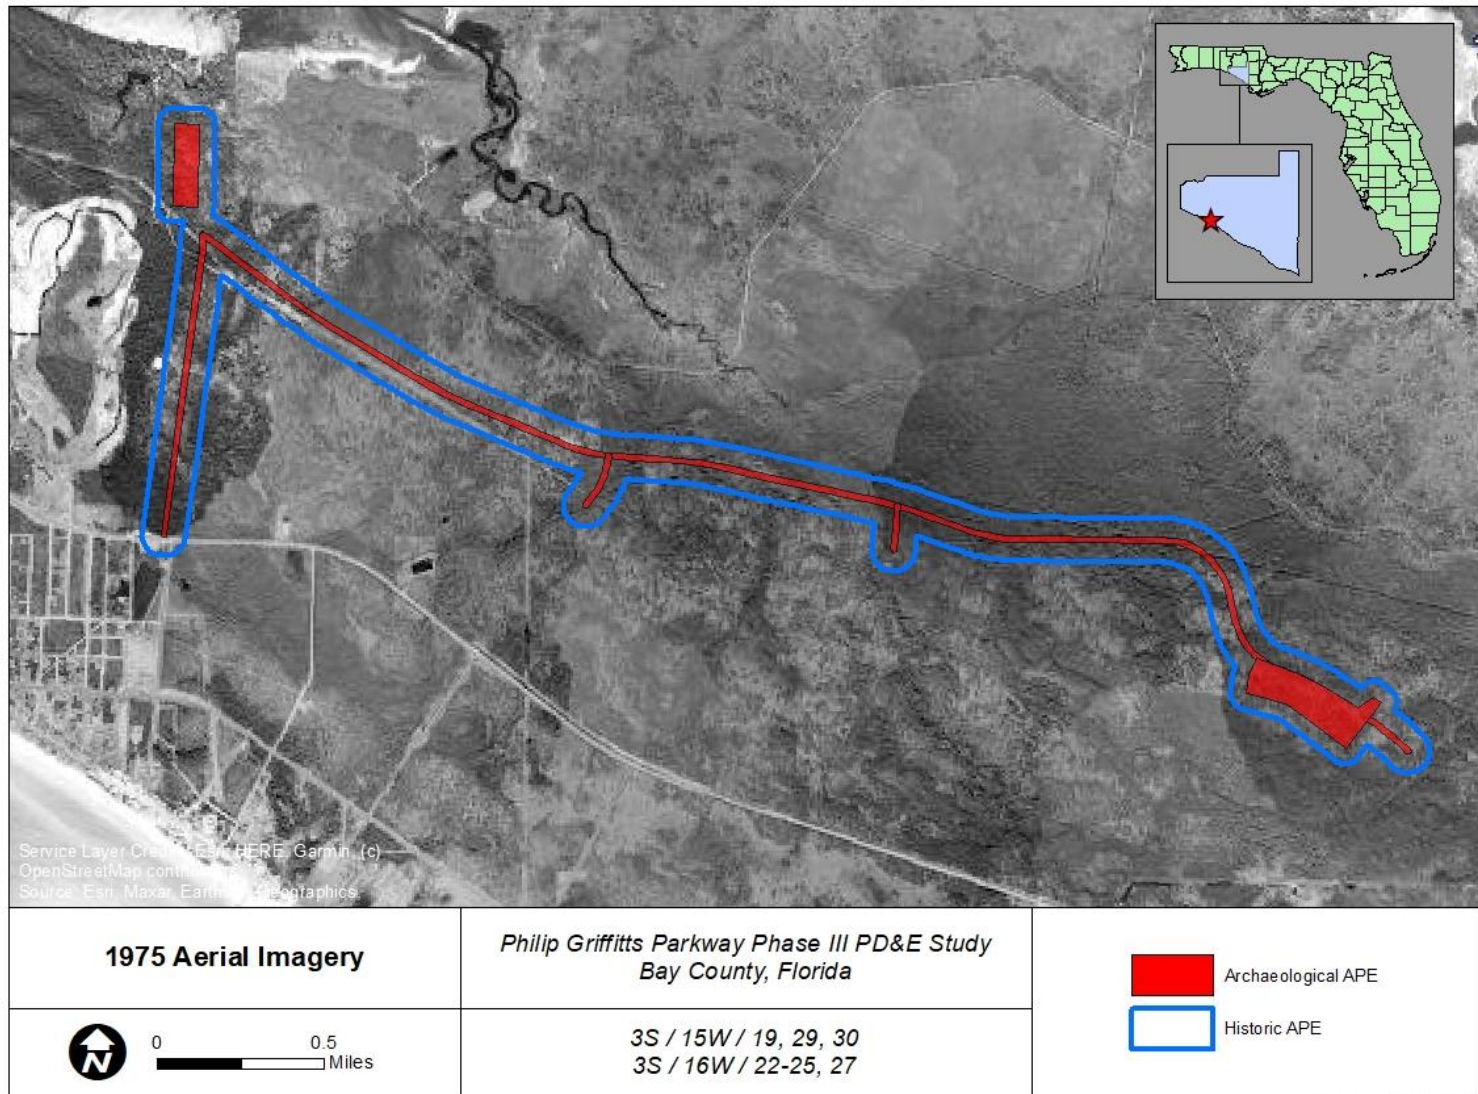 Service Layer Credits: Esri, HERE, Garmin, (c)
OpenStreetMap contributors
Source: Esri, Maxar, Earthstar Geographics
1975 Aerial Imagery
Philip Griffitts Parkway Phase III PD&E Study
Bay County, Florida
Archaeological APE
Historic APE
N
0 0.5
Miles
3S / 15W / 19, 29, 30
3S / 16W / 22-25, 27